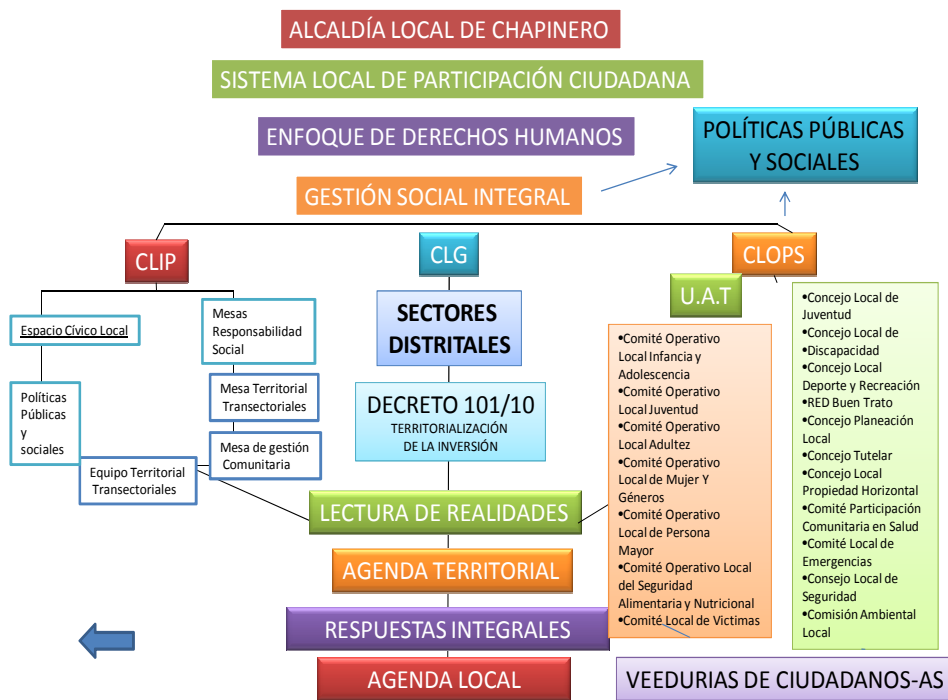 ALCALDÍA LOCAL DE CHAPINERO
SISTEMA LOCAL DE PARTICIPACIÓN CIUDADANA
ENFOQUE DE DERECHOS HUMANOS
POLÍTICAS PÚBLICAS
Y SOCIALES
GESTIÓN SOCIAL INTEGRAL
CLIP
CLG
CLOPS
U.A.T
Espacio Cívico Local
Mesas
Responsabilidad
Social
Políticas
Públicas
y
sociales
Mesa Territorial
Transectoriales
Mesa de gestión
Comunitaria
Equipo Territorial
Transectoriales
SECTORES
DISTRITALES
DECRETO 101/10
TERRITORIALIZACIÓN
DE LA INVERSIÓN
•Comité Operativo
Local Infancia y
Adolescencia
•Comité Operativo
Local Juventud
•Comité Operativo
Local Adultez
•Comité Operativo
Local de Mujer Y
Géneros
•Comité Operativo
Local de Persona
Mayor
•Comité Operativo Local
del Seguridad
Alimentaria y Nutricional
•Comité Local de Victimas
•Concejo Local de
Juventud
•Concejo Local de
•Discapacidad
•Concejo Local
Deporte y Recreación
•RED Buen Trato
•Concejo Planeación
Local
•Concejo Tutelar
•Concejo Local
Propiedad Horizontal
•Comité Participación
Comunitaria en Salud
•Comité Local de
Emergencias
•Consejo Local de
Seguridad
•Comisión Ambiental
Local
LECTURA DE REALIDADES
AGENDA TERRITORIAL
RESPUESTAS INTEGRALES
AGENDA LOCAL
VEEDURIAS DE CIUDADANOS-AS